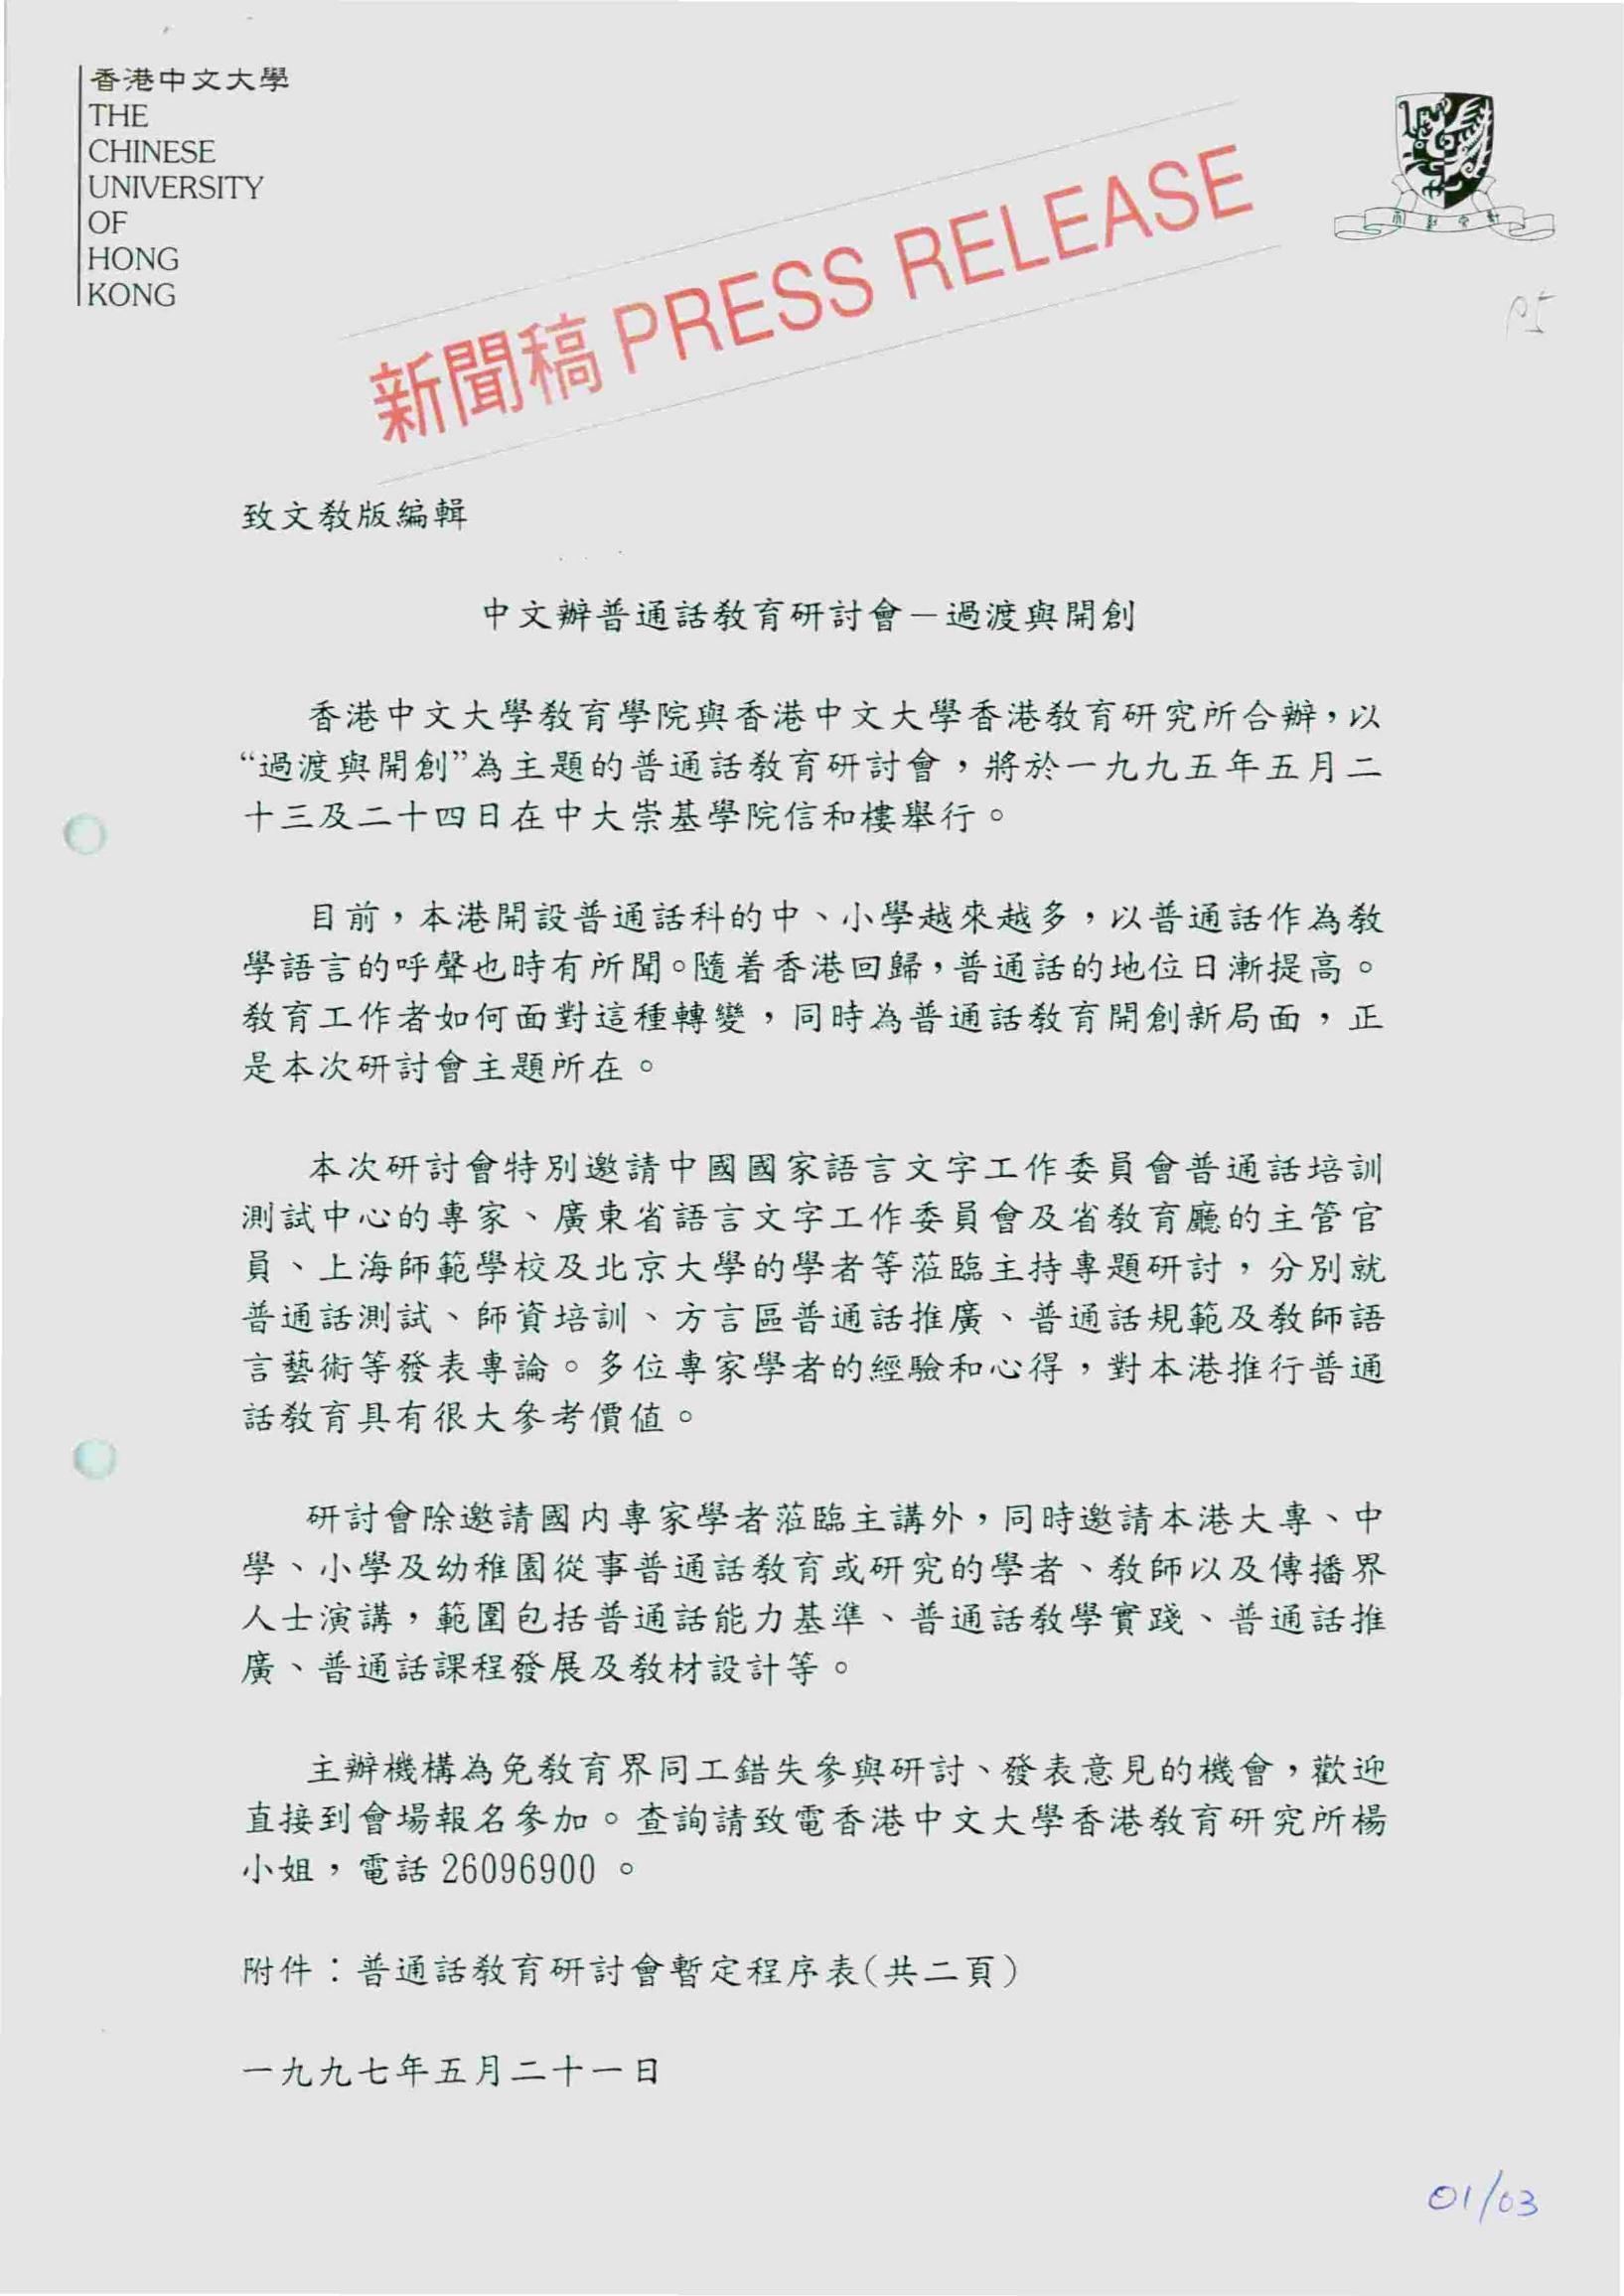 香港中文大學
THE
CHINESE
UNIVERSITY
OF
HONG
KONG
新聞稿 PRESS RELEASE
致文教版編輯
中文辦普通話教育研討會－過渡與開創
香港中文大學教育學院與香港中文大學香港教育研究所合辦，以
“過渡與開創”為主題的普通話教育研討會，將於一九九五年五月二
十三及二十四日在中大崇基學院信和樓舉行。
目前，本港開設普通話科的中、小學越來越多，以普通話作為教
學語言的呼聲也時有所聞。隨着香港回歸，普通話的地位日漸提高。
教育工作者如何面對這種轉變，同時為普通話教育開創新局面，正
是本次研討會主題所在。
本次研討會特別邀請中國國家語言文字工作委員會普通話培訓
測試中心的專家、廣東省語言文字工作委員會及省教育廳的主管官
員、上海師範學校及北京大學的學者等蒞臨主持專題研討，分別就
普通話測試、師資培訓、方言區普通話推廣、普通話規範及教師語
言藝術等發表專論。多位專家學者的經驗和心得，對本港推行普通
話教育具有很大參考價值。
研討會除邀請國內專家學者蒞臨主講外，同時邀請本港大專、中
學、小學及幼稚園從事普通話教育或研究的學者、教師以及傳播界
人士演講，範圍包括普通話能力基準、普通話教學實踐、普通話推
廣、普通話課程發展及教材設計等。
主辦機構為免教育界同工錯失參與研討、發表意見的機會，歡迎
直接到會場報名參加。查詢請致電香港中文大學香港教育研究所楊
小姐，電話 26096900 。
附件：普通話教育研討會暫定程序表(共二頁)
一九九七年五月二十一日
01/03